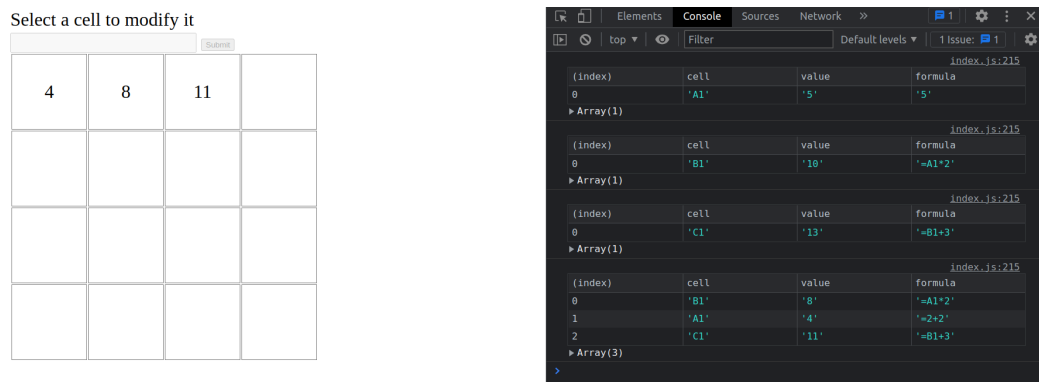 Select a cell to modify it
Submit
4 8 11
Elements Console Sources Network » 1
top ▼ Filter Default levels ▼ 1 Issue: 1
index.js:215
(index) cell value formula
0 'A1' '5' '5'
▶ Array(1)
index.js:215
(index) cell value formula
0 'B1' '10' '=A1*2'
▶ Array(1)
index.js:215
(index) cell value formula
0 'C1' '13' '=B1+3'
▶ Array(1)
index.js:215
(index) cell value formula
0 'B1' '8' '=A1*2'
1 'A1' '4' '=2+2'
2 'C1' '11' '=B1+3'
▶ Array(3)